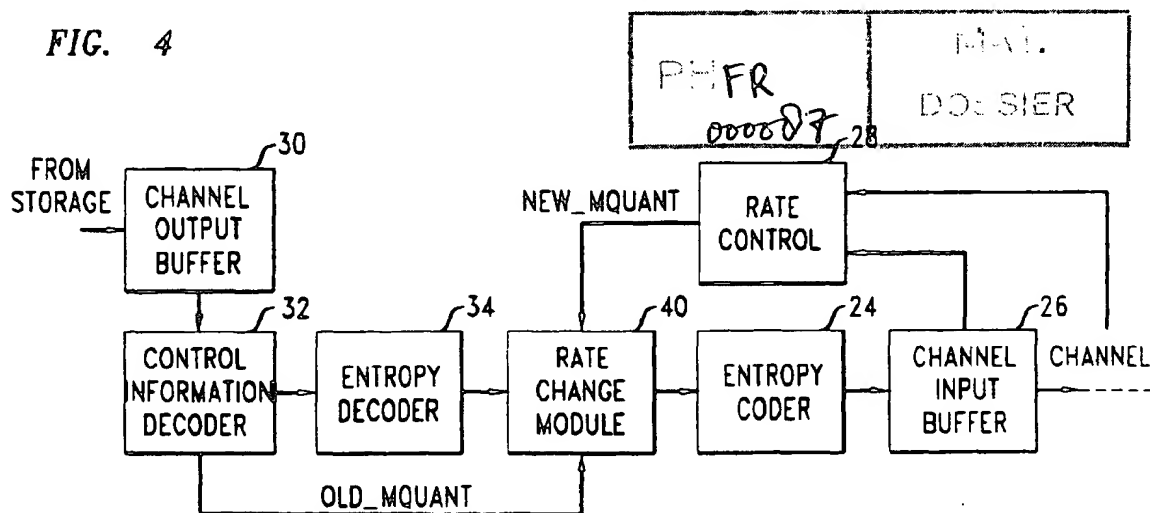 FIG. 4
PHFR
000087
DOSSIER
FROM
STORAGE
30
CHANNEL
OUTPUT
BUFFER
28
NEW_MQUANT
RATE
CONTROL
32
CONTROL
INFORMATION
DECODER
34
ENTROPY
DECODER
40
RATE
CHANGE
MODULE
24
ENTROPY
CODER
26
CHANNEL
INPUT
BUFFER
CHANNEL
OLD_MQUANT